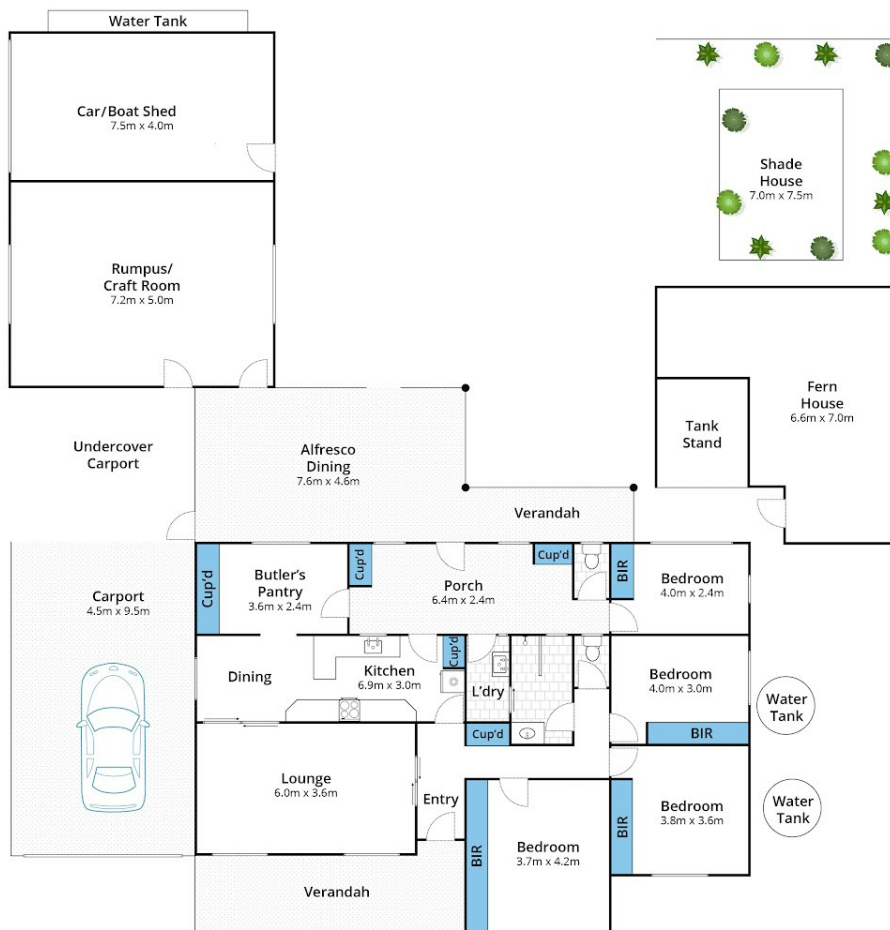 Water Tank
Car/Boat Shed
7.5m x 4.0m
Shade
House
7.0m x 7.5m
Rumpus/
Craft Room
7.2m x 5.0m
Fern
House
6.6m x 7.0m
Tank
Stand
Undercover
Carport
Alfresco
Dining
7.6m x 4.6m
Verandah
Carport
4.5m x 9.5m
Cup'd
Butler's
Pantry
3.6m x 2.4m
Cup'd
Porch
6.4m x 2.4m
Cup'd
BIR
Bedroom
4.0m x 2.4m
Dining
Kitchen
6.9m x 3.0m
Cup'd
L'dry
Bedroom
4.0m x 3.0m
BIR
Water
Tank
Cup'd
Lounge
6.0m x 3.6m
Entry
BIR
Bedroom
3.7m x 4.2m
BIR
Bedroom
3.8m x 3.6m
Water
Tank
Verandah